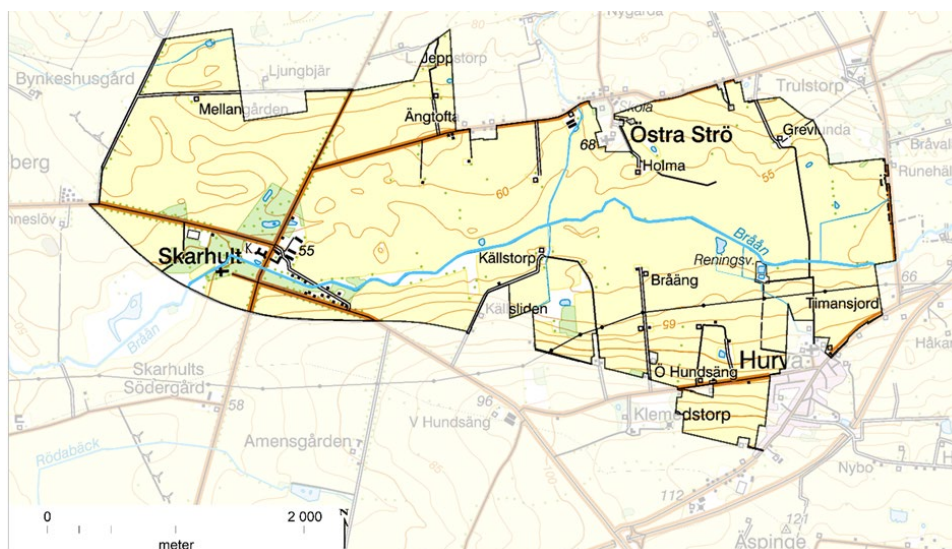 Nygårda
Jeppstorp
L.
Ljungbjär
Bynkeshusgård
Trulstorp
Mellangården
Ängtofta
Skola
Östra Strö
Grevlunda
68
Holma
Bråval
Runehäll
berg
60
55
nneslöv
K
55
Skarhult
Bråån
Källstorp
Reningsv.
66
Bråäng
Timansjord
Källsliden
65
Bråån
Hurva
Håkan
Skarhults
Södergård
Ö Hundsäng
58
96
V Hundsäng
Klemedstorp
Amensgården
Rödabäck
Nybo
112
121
Äspinge
0
2 000
meter
N